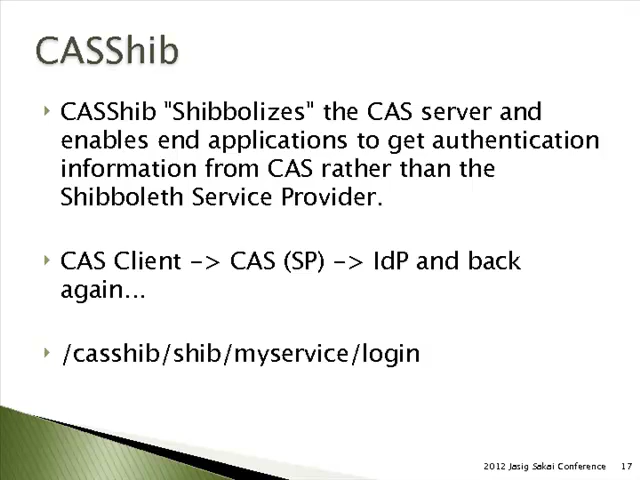 CASShib
CASShib "Shibbolizes" the CAS server and
enables end applications to get authentication
information from CAS rather than the
Shibboleth Service Provider.
CAS Client -> CAS (SP) -> IdP and back
again...
/casshib/shib/myservice/login
2012 Jasig Sakai Conference 17